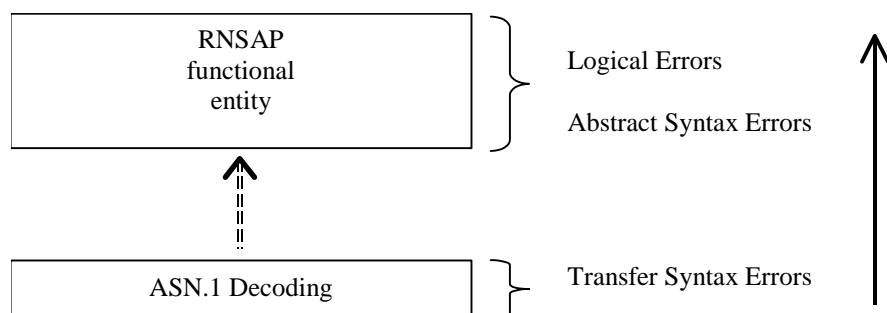 RNSAP
functional
entity
Logical Errors
Abstract Syntax Errors
ASN.1 Decoding
Transfer Syntax Errors